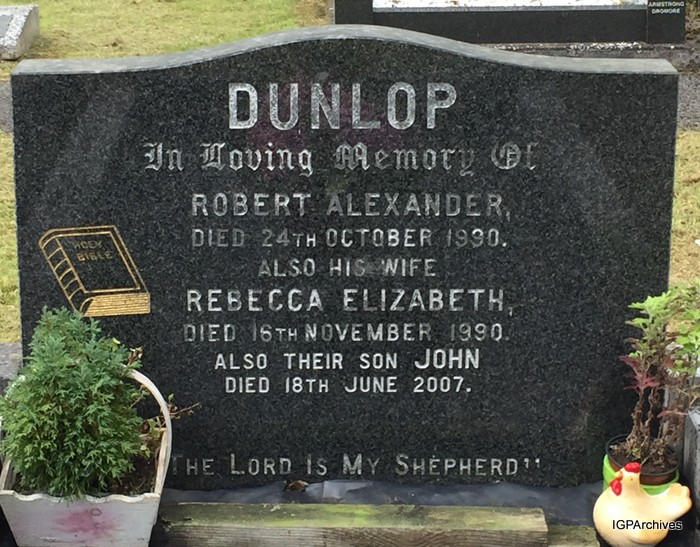 ARMSTRONG
DROMORE
DUNLOP
In Loving Memory Of
ROBERT ALEXANDER,
DIED 24TH OCTOBER 1990.
ALSO HIS WIFE
REBECCA ELIZABETH,
DIED 16TH NOVEMBER 1990.
ALSO THEIR SON JOHN
DIED 18TH JUNE 2007.
HOLY
BIBLE
THE LORD IS MY SHEPHERD"
IGPArchives